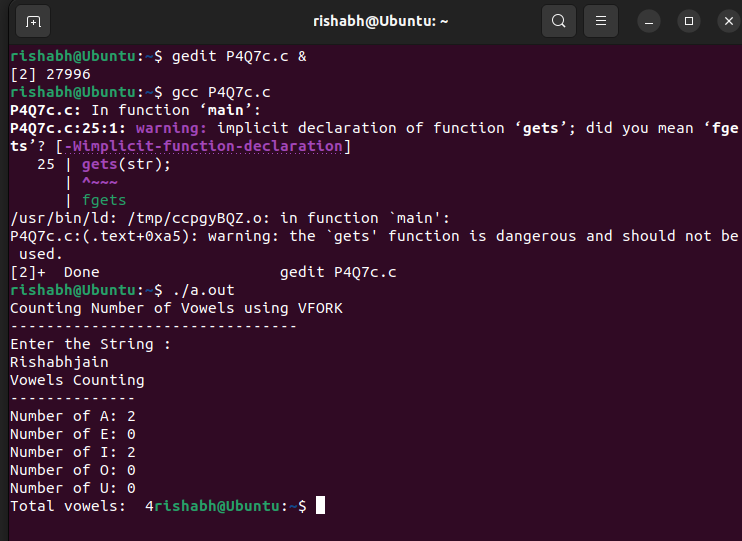 rishabh@Ubuntu: ~
rishabh@Ubuntu:~$ gedit P4Q7c.c &
[2] 27996
rishabh@Ubuntu:~$ gcc P4Q7c.c
P4Q7c.c: In function ‘main’:
P4Q7c.c:25:1: warning: implicit declaration of function ‘gets’; did you mean ‘fge
ts’? [-Wimplicit-function-declaration]
   25 | gets(str);
      | ^~~~
      | fgets
/usr/bin/ld: /tmp/ccpgyBQZ.o: in function `main':
P4Q7c.c:(.text+0xa5): warning: the `gets' function is dangerous and should not be
 used.
[2]+  Done                    gedit P4Q7c.c
rishabh@Ubuntu:~$ ./a.out
Counting Number of Vowels using VFORK
--------------------------------
Enter the String :
Rishabhjain
Vowels Counting
--------------
Number of A: 2
Number of E: 0
Number of I: 2
Number of O: 0
Number of U: 0
Total vowels:  4rishabh@Ubuntu:~$